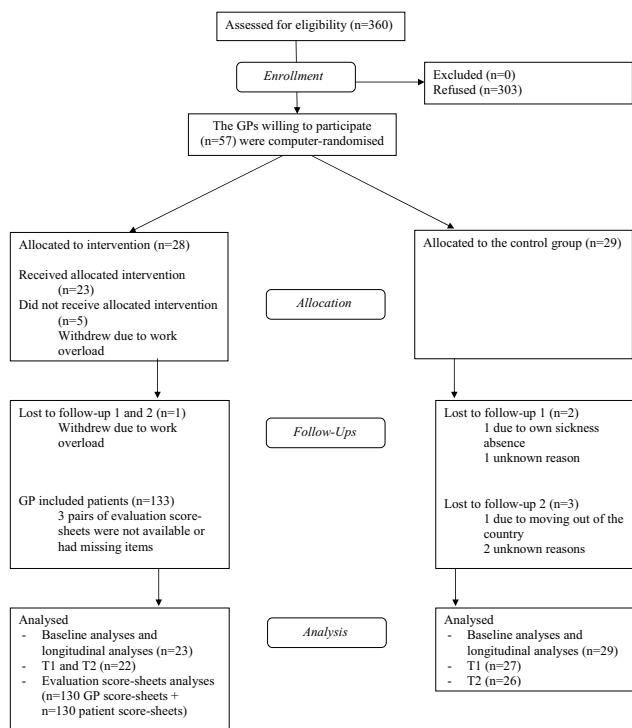 Assessed for eligibility (n=360)
Enrollment
Excluded (n=0)
Refused (n=303)
The GPs willing to participate
(n=57) were computer-randomised
Allocated to intervention (n=28)
Received allocated intervention
(n=23)
Did not receive allocated intervention
(n=5)
Withdrew due to work
overload
Allocation
Allocated to the control group (n=29)
Lost to follow-up 1 and 2 (n=1)
Withdrew due to work
overload
GP included patients (n=133)
3 pairs of evaluation score-
sheets were not available or
had missing items
Follow-Ups
Lost to follow-up 1 (n=2)
1 due to own sickness
absence
1 unknown reason
Lost to follow-up 2 (n=3)
1 due to moving out of the
country
2 unknown reasons
Analysed
- Baseline analyses and
longitudinal analyses (n=23)
- T1 and T2 (n=22)
- Evaluation score-sheets analyses
(n=130 GP score-sheets +
n=130 patient score-sheets)
Analysis
Analysed
- Baseline analyses and
longitudinal analyses (n=29)
- T1 (n=27)
- T2 (n=26)